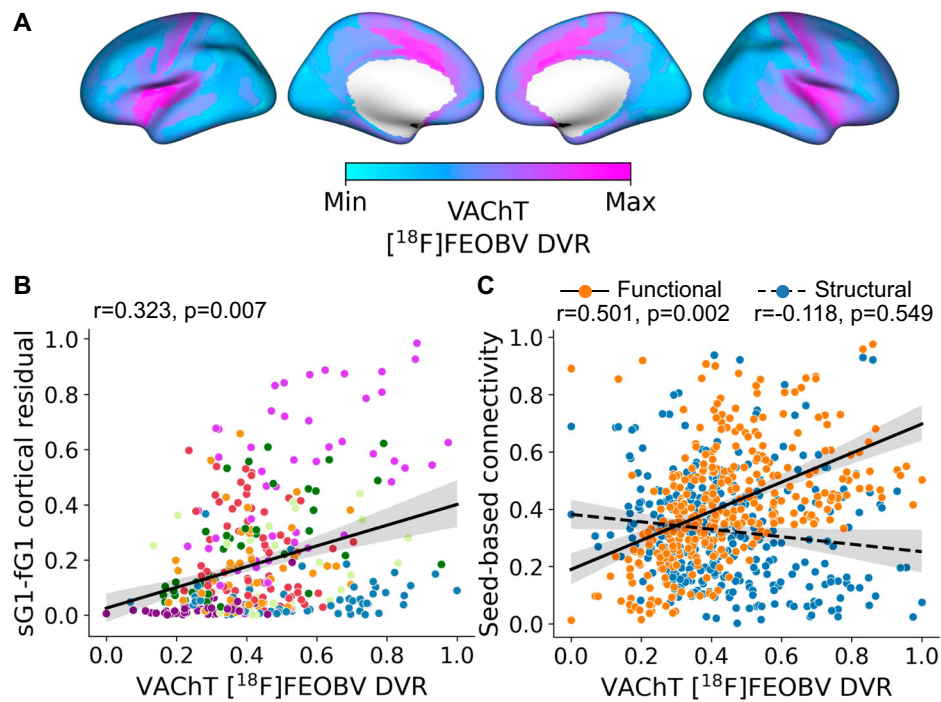 A
Min Max
VAChT
[¹⁸F]FEOBV DVR
B
r=0.323, p=0.007
sG1-fG1 cortical residual
1.0
0.8
0.6
0.4
0.2
0.0
0.0 0.2 0.4 0.6 0.8 1.0
VAChT [¹⁸F]FEOBV DVR
C
Functional Structural
r=0.501, p=0.002 r=-0.118, p=0.549
Seed-based connectivity
1.0
0.8
0.6
0.4
0.2
0.0
0.0 0.2 0.4 0.6 0.8 1.0
VAChT [¹⁸F]FEOBV DVR